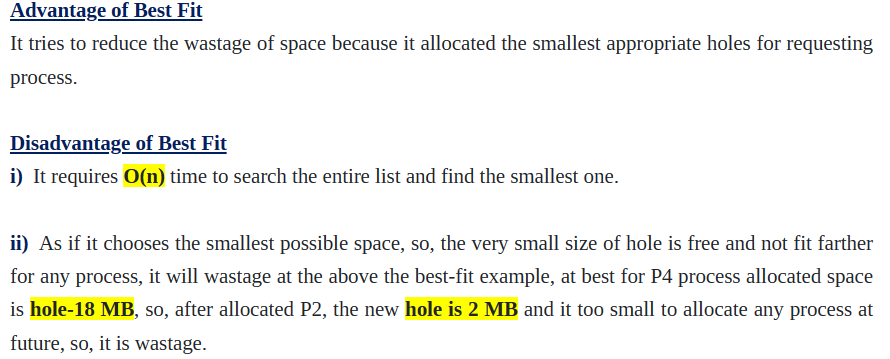 Advantage of Best Fit
It tries to reduce the wastage of space because it allocated the smallest appropriate holes for requesting
process.
Disadvantage of Best Fit
i) It requires O(n) time to search the entire list and find the smallest one.
ii) As if it chooses the smallest possible space, so, the very small size of hole is free and not fit farther
for any process, it will wastage at the above the best-fit example, at best for P4 process allocated space
is hole-18 MB, so, after allocated P2, the new hole is 2 MB and it too small to allocate any process at
future, so, it is wastage.